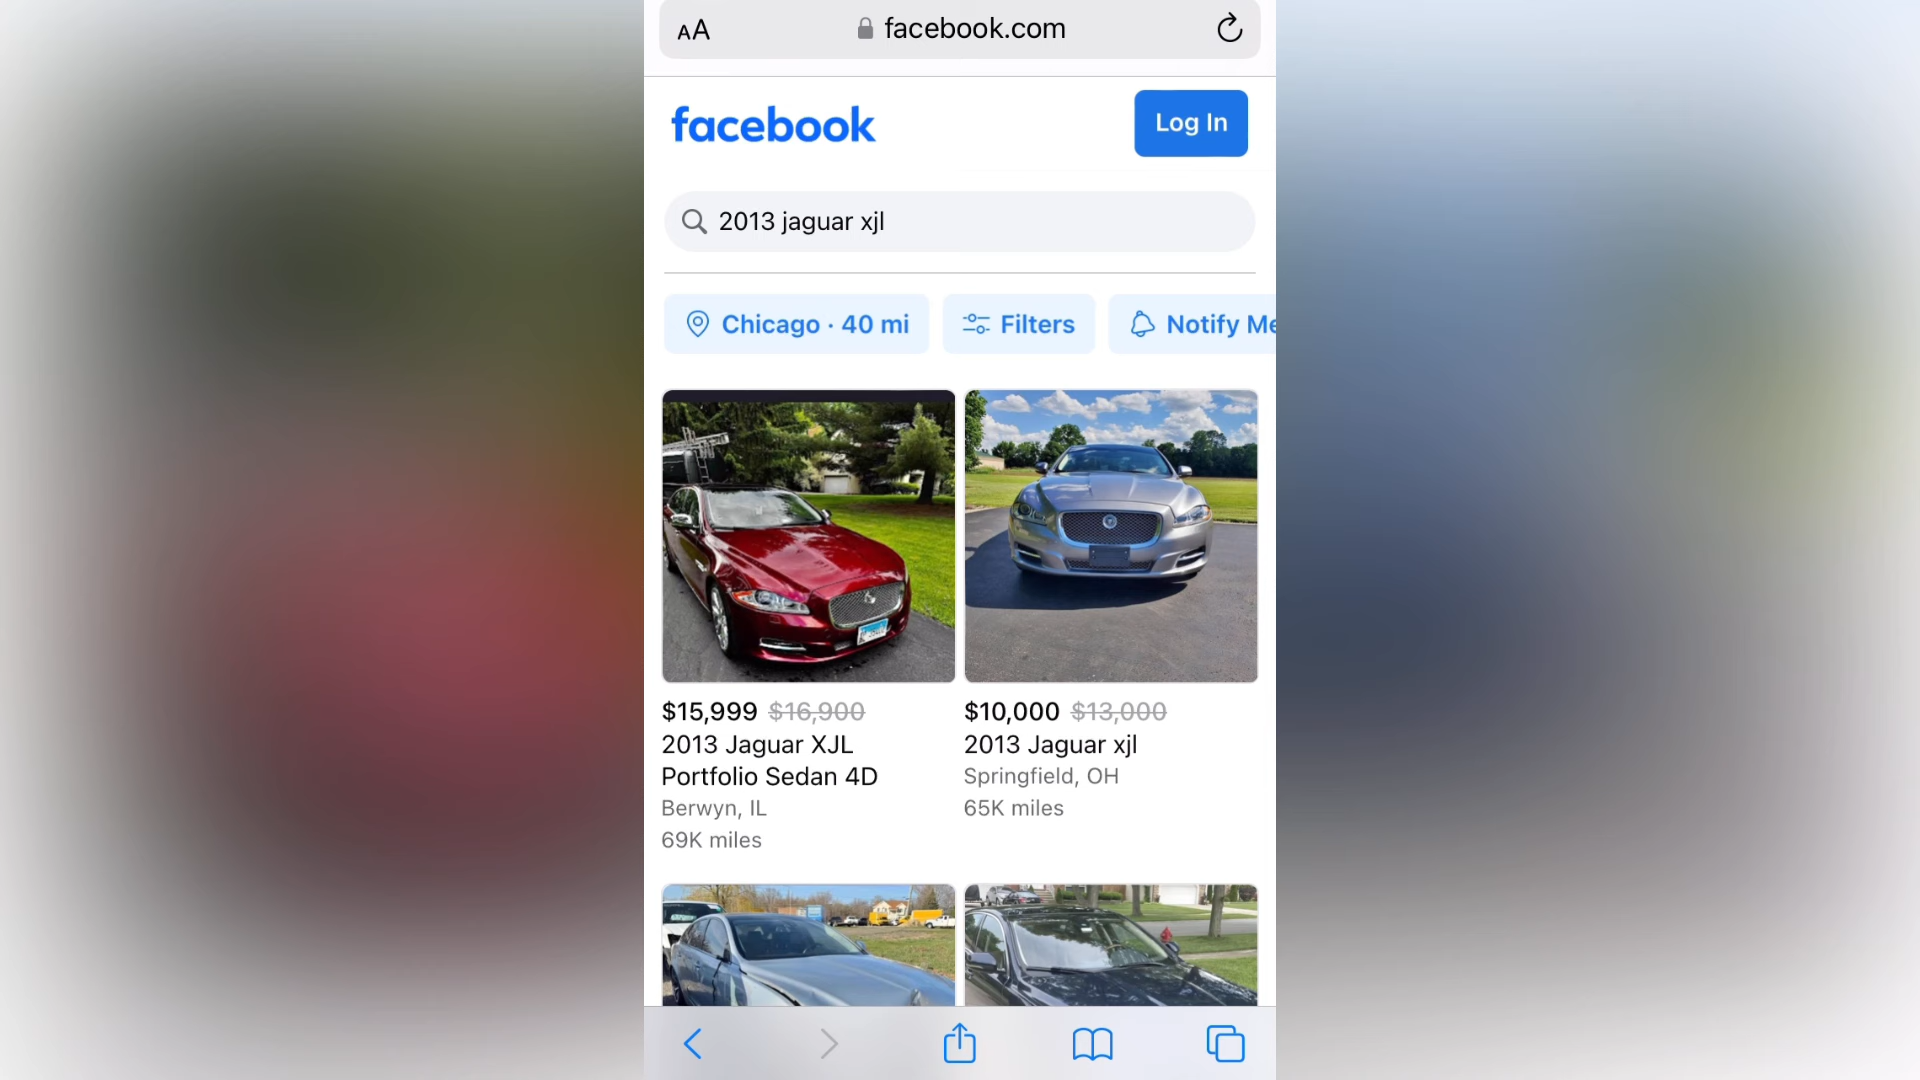 AA facebook.com
facebook Log In
2013 jaguar xjl
Chicago · 40 mi Filters Notify Me
$15,999 $16,900
2013 Jaguar XJL
Portfolio Sedan 4D
Berwyn, IL
69K miles
$10,000 $13,000
2013 Jaguar xjl
Springfield, OH
65K miles